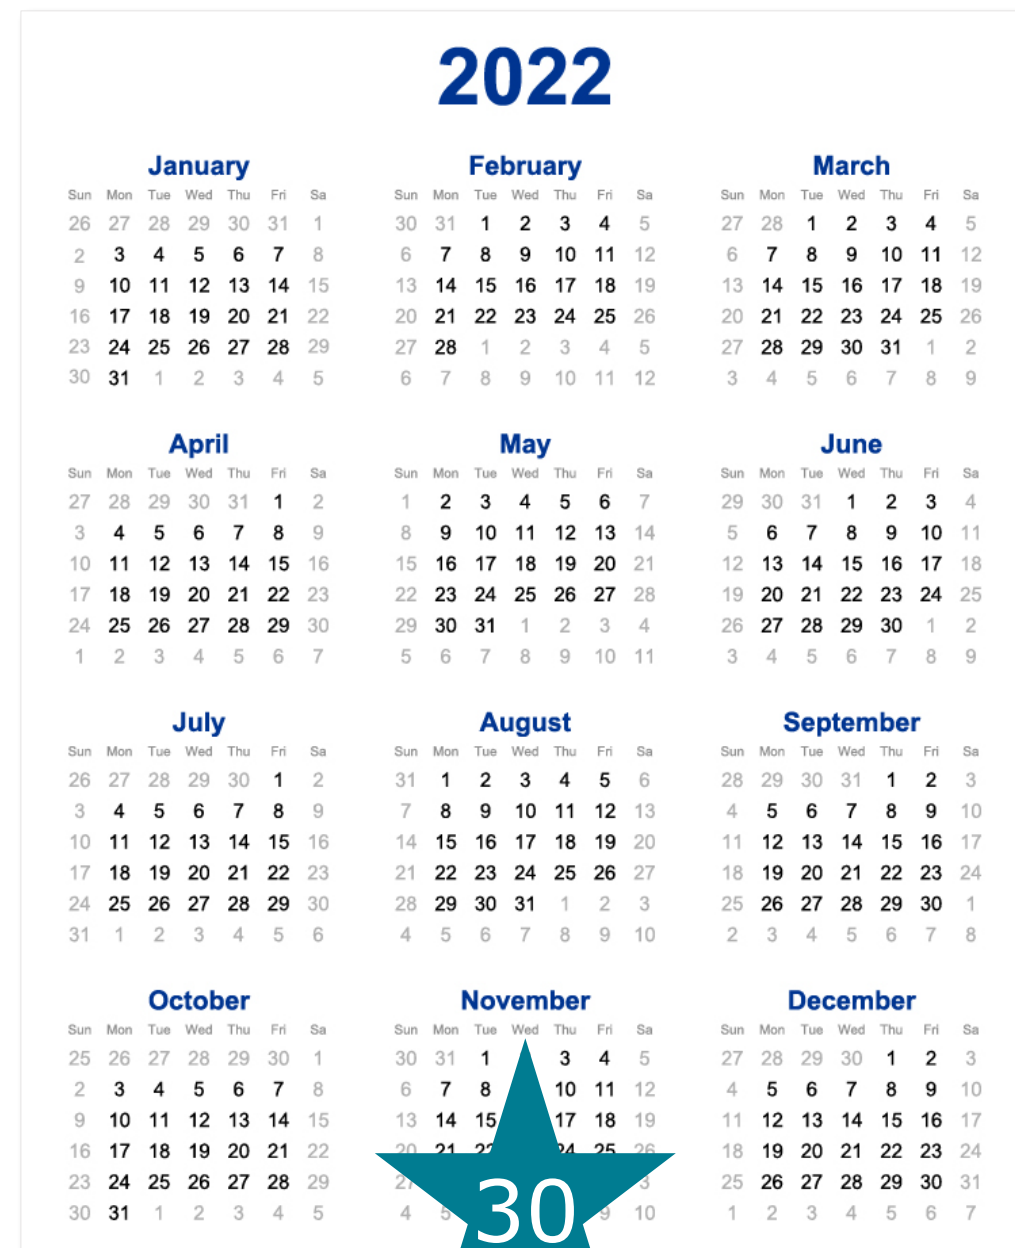 2022
January
Sun Mon Tue Wed Thu Fri Sa
26 27 28 29 30 31 1
2 3 4 5 6 7 8
9 10 11 12 13 14 15
16 17 18 19 20 21 22
23 24 25 26 27 28 29
30 31 1 2 3 4 5
February
Sun Mon Tue Wed Thu Fri Sa
30 31 1 2 3 4 5
6 7 8 9 10 11 12
13 14 15 16 17 18 19
20 21 22 23 24 25 26
27 28 1 2 3 4 5
6 7 8 9 10 11 12
March
Sun Mon Tue Wed Thu Fri Sa
27 28 1 2 3 4 5
6 7 8 9 10 11 12
13 14 15 16 17 18 19
20 21 22 23 24 25 26
27 28 29 30 31 1 2
3 4 5 6 7 8 9
April
Sun Mon Tue Wed Thu Fri Sa
27 28 29 30 31 1 2
3 4 5 6 7 8 9
10 11 12 13 14 15 16
17 18 19 20 21 22 23
24 25 26 27 28 29 30
1 2 3 4 5 6 7
May
Sun Mon Tue Wed Thu Fri Sa
1 2 3 4 5 6 7
8 9 10 11 12 13 14
15 16 17 18 19 20 21
22 23 24 25 26 27 28
29 30 31 1 2 3 4
5 6 7 8 9 10 11
June
Sun Mon Tue Wed Thu Fri Sa
29 30 31 1 2 3 4
5 6 7 8 9 10 11
12 13 14 15 16 17 18
19 20 21 22 23 24 25
26 27 28 29 30 1 2
3 4 5 6 7 8 9
July
Sun Mon Tue Wed Thu Fri Sa
26 27 28 29 30 1 2
3 4 5 6 7 8 9
10 11 12 13 14 15 16
17 18 19 20 21 22 23
24 25 26 27 28 29 30
31 1 2 3 4 5 6
August
Sun Mon Tue Wed Thu Fri Sa
31 1 2 3 4 5 6
7 8 9 10 11 12 13
14 15 16 17 18 19 20
21 22 23 24 25 26 27
28 29 30 31 1 2 3
4 5 6 7 8 9 10
September
Sun Mon Tue Wed Thu Fri Sa
28 29 30 31 1 2 3
4 5 6 7 8 9 10
11 12 13 14 15 16 17
18 19 20 21 22 23 24
25 26 27 28 29 30 1
2 3 4 5 6 7 8
October
Sun Mon Tue Wed Thu Fri Sa
25 26 27 28 29 30 1
2 3 4 5 6 7 8
9 10 11 12 13 14 15
16 17 18 19 20 21 22
23 24 25 26 27 28 29
30 31 1 2 3 4 5
November
Sun Mon Tue Wed Thu Fri Sa
30 31 1 3 4 5
6 7 8 10 11 12
13 14 15 17 18 19
20 21 22 24 25 26
27 3
4 5 9 10
30
December
Sun Mon Tue Wed Thu Fri Sa
27 28 29 30 1 2 3
4 5 6 7 8 9 10
11 12 13 14 15 16 17
18 19 20 21 22 23 24
25 26 27 28 29 30 31
1 2 3 4 5 6 7